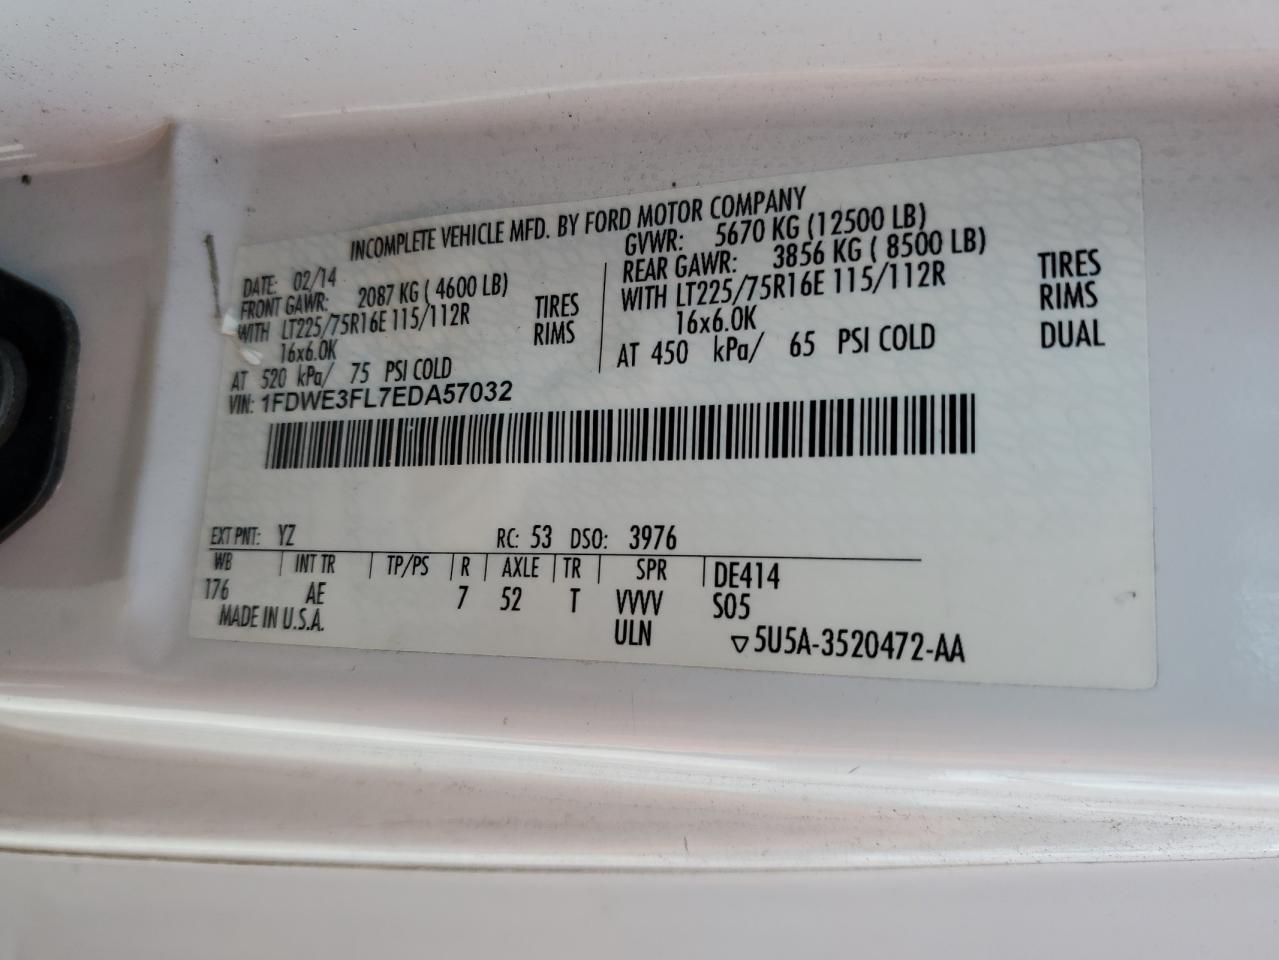 INCOMPLETE VEHICLE MFD. BY FORD MOTOR COMPANY
DATE: 02/14
FRONT GAWR: 2087 KG ( 4600 LB)
WITH LT225/75R16E 115/112R TIRES
16x6.0K RIMS
AT 520 kPa/ 75 PSI COLD
GVWR: 5670 KG (12500 LB)
REAR GAWR: 3856 KG ( 8500 LB)
WITH LT225/75R16E 115/112R TIRES
16x6.0K RIMS
AT 450 kPa/ 65 PSI COLD DUAL
VIN: 1FDWE3FL7EDA57032
EXT PNT: YZ RC: 53 DSO: 3976
WB INT TR TP/PS R AXLE TR SPR DE414
176 AE 7 52 T VVVV S05
MADE IN U.S.A. ULN ▽5U5A-3520472-AA